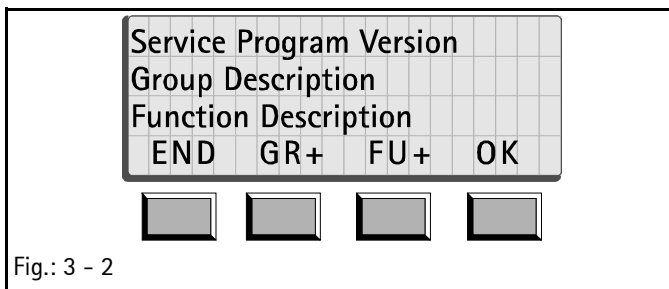 Service Program Version
Group Description
Function Description
END GR+ FU+ OK
Fig.: 3 - 2